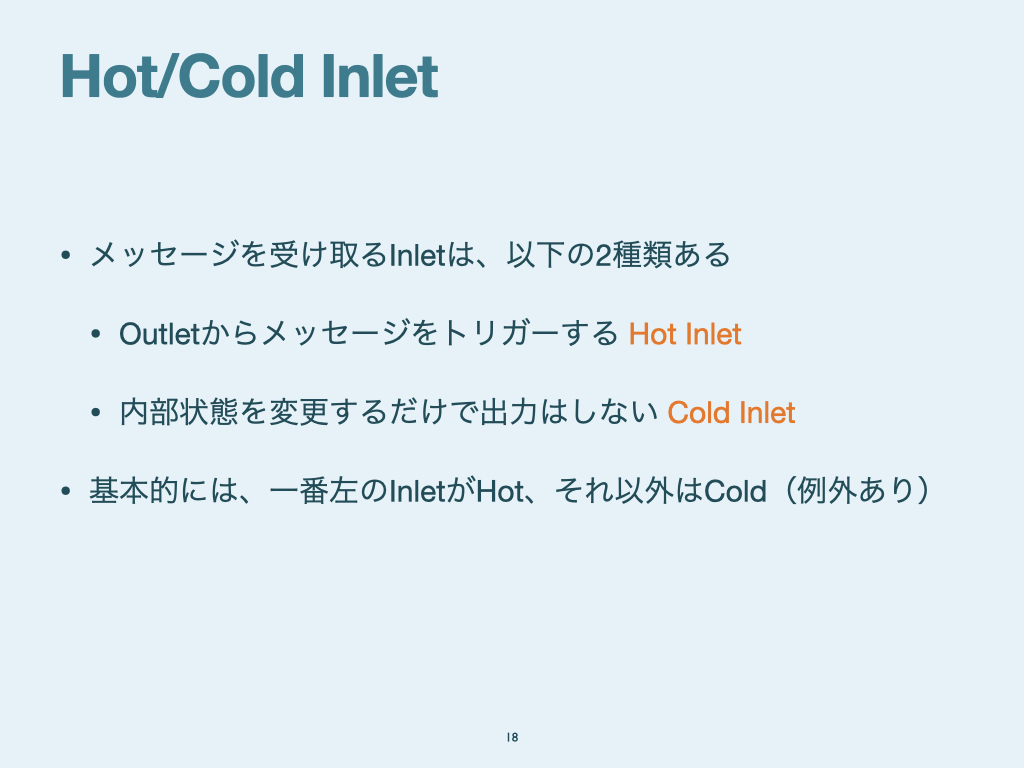 Hot/Cold Inlet
• メッセージを受け取るInletは、以下の2種類ある
• Outletからメッセージをトリガーする Hot Inlet
• 内部状態を変更するだけで出力はしない Cold Inlet
• 基本的には、一番左のInletがHot、それ以外はCold（例外あり）
18